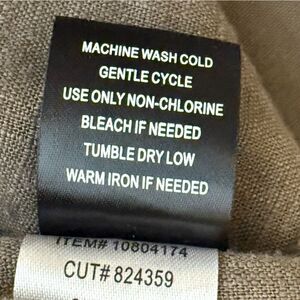 MACHINE WASH COLD
GENTLE CYCLE
USE ONLY NON-CHLORINE
BLEACH IF NEEDED
TUMBLE DRY LOW
WARM IRON IF NEEDED
ITEM# 10804174
CUT# 824359